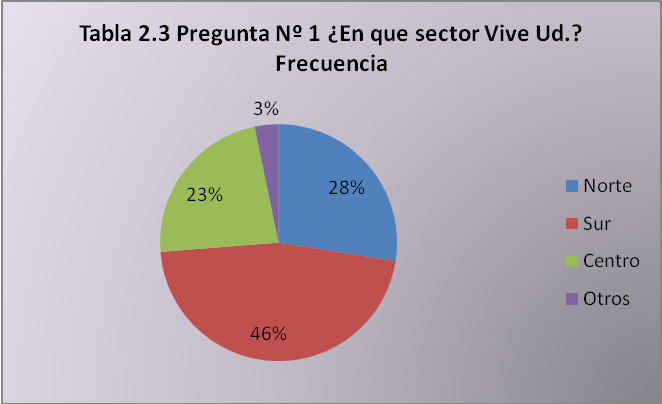 Tabla 2.3 Pregunta Nº 1 ¿En que sector Vive Ud.?
Frecuencia
3%
28%
23%
46%
Norte
Sur
Centro
Otros